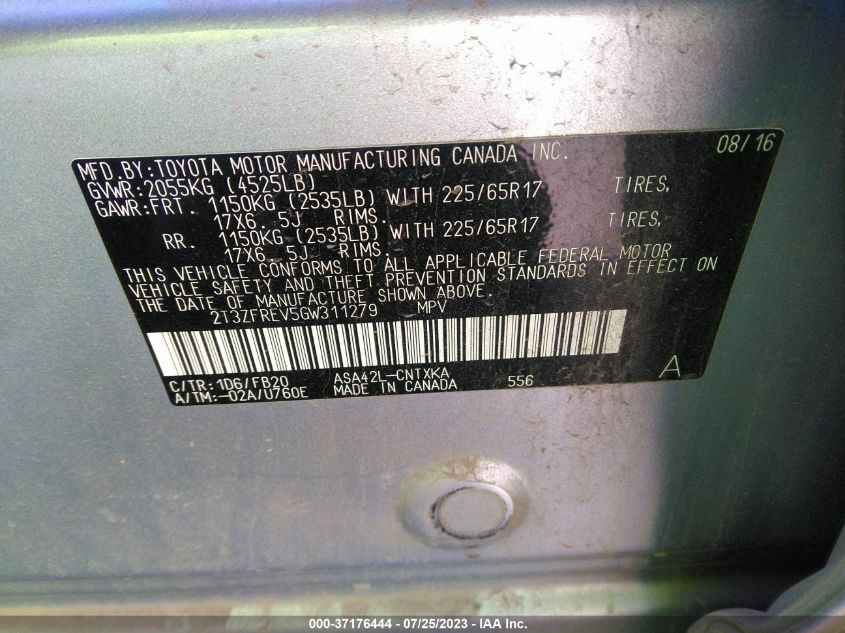 MFD.BY:TOYOTA MOTOR MANUFACTURING CANADA INC. 08/16
GVWR:2055KG (4525LB)
GAWR:FRT. 1150KG (2535LB) WITH 225/65R17 TIRES,
17X6. 5J RIMS.
RR. 1150KG (2535LB) WITH 225/65R17 TIRES,
17X6. 5J RIMS.
THIS VEHICLE CONFORMS TO ALL APPLICABLE FEDERAL MOTOR
VEHICLE SAFETY AND THEFT PREVENTION STANDARDS IN EFFECT ON
THE DATE OF MANUFACTURE SHOWN ABOVE.
2T3ZFREV5GW311279 MPV
C/TR:1D6/FB20 ASA42L-CNTXKA 556 A
A/TM:-02A/U760E MADE IN CANADA
000-37176444 - 07/25/2023 - IAA Inc.